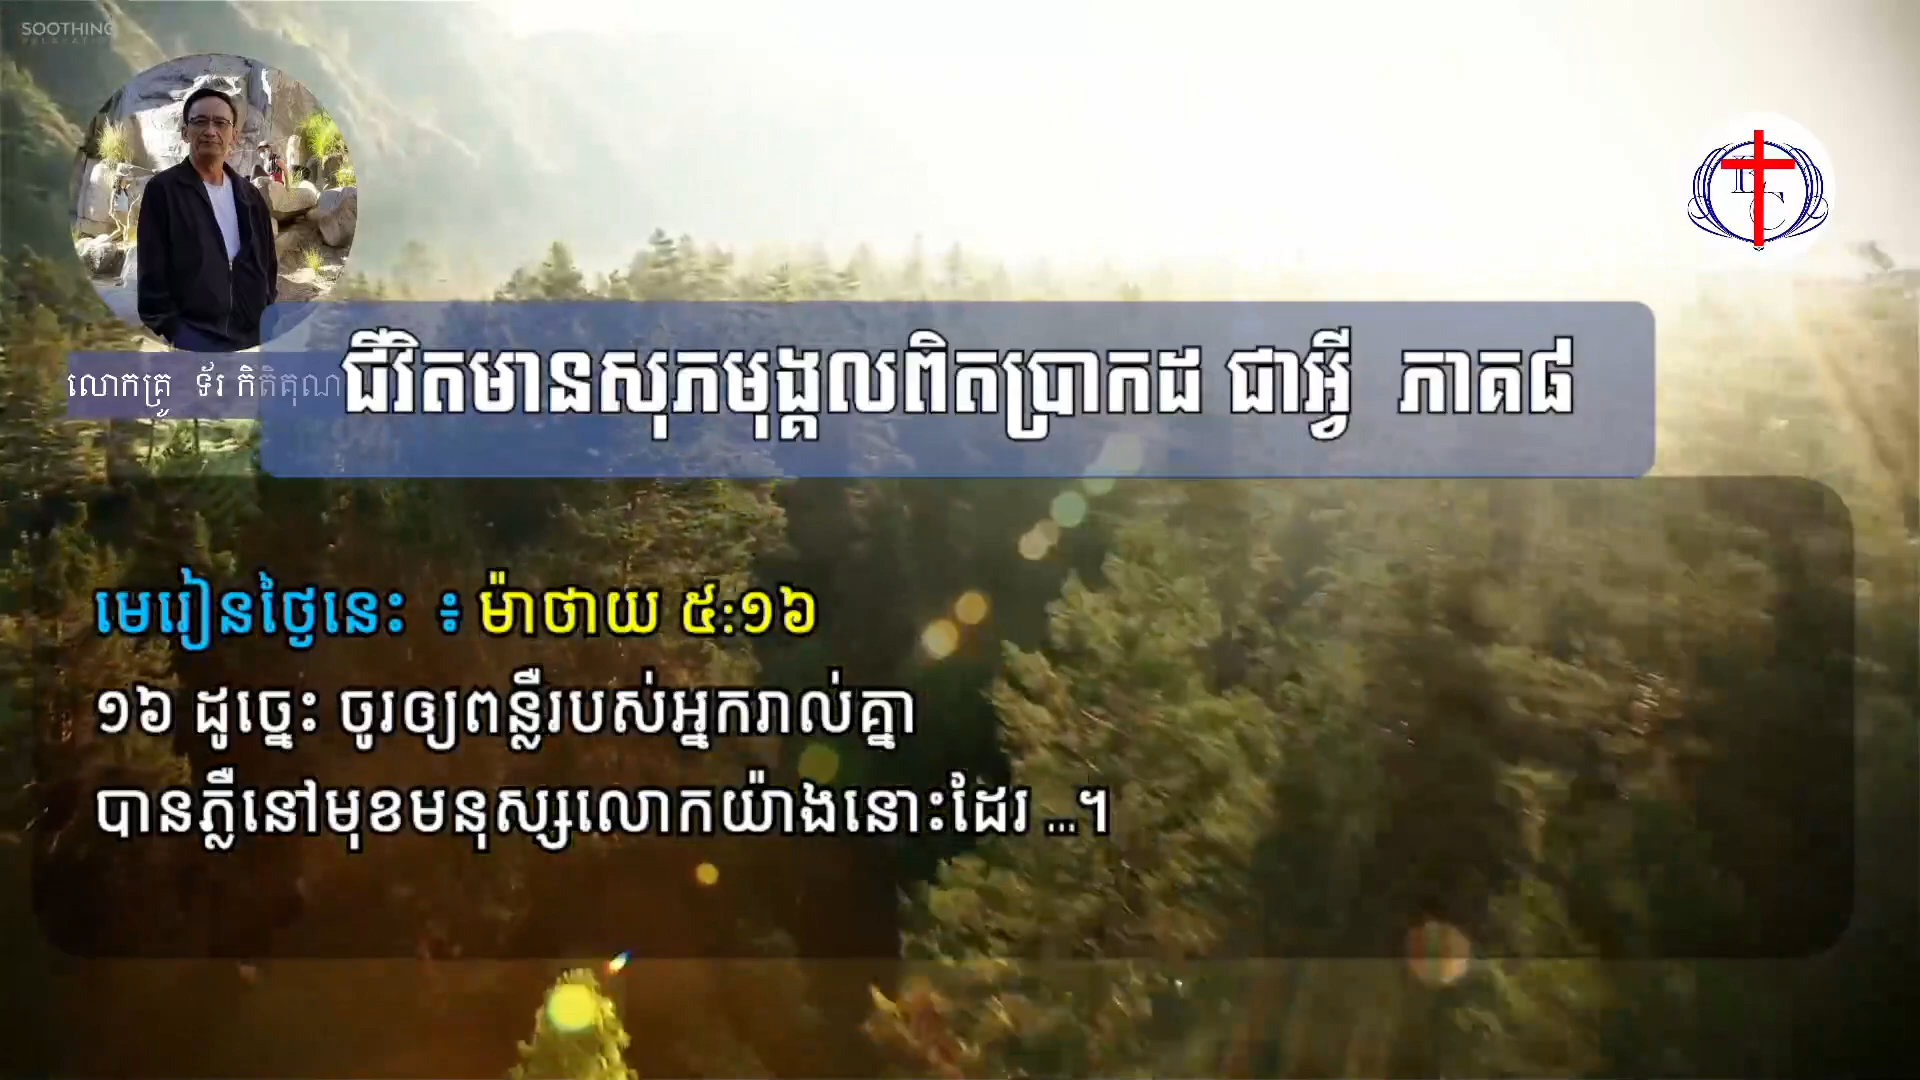 SOOTHING
RELAXATION
លោកគ្រូ ទ័រ កិតិគុណ
ជីវិតមានសុភមុង្គលពិតប្រាកដ ជាអ្វី ភាគ៨
មេរៀនថ្ងៃនេះ ៖ ម៉ាថាយ ៥:១៦
១៦ ដូច្នេះ ចូរឲ្យពន្លឺរបស់អ្នករាល់គ្នា
បានភ្លឺនៅមុខមនុស្សលោកយ៉ាងនោះដែរ ...។